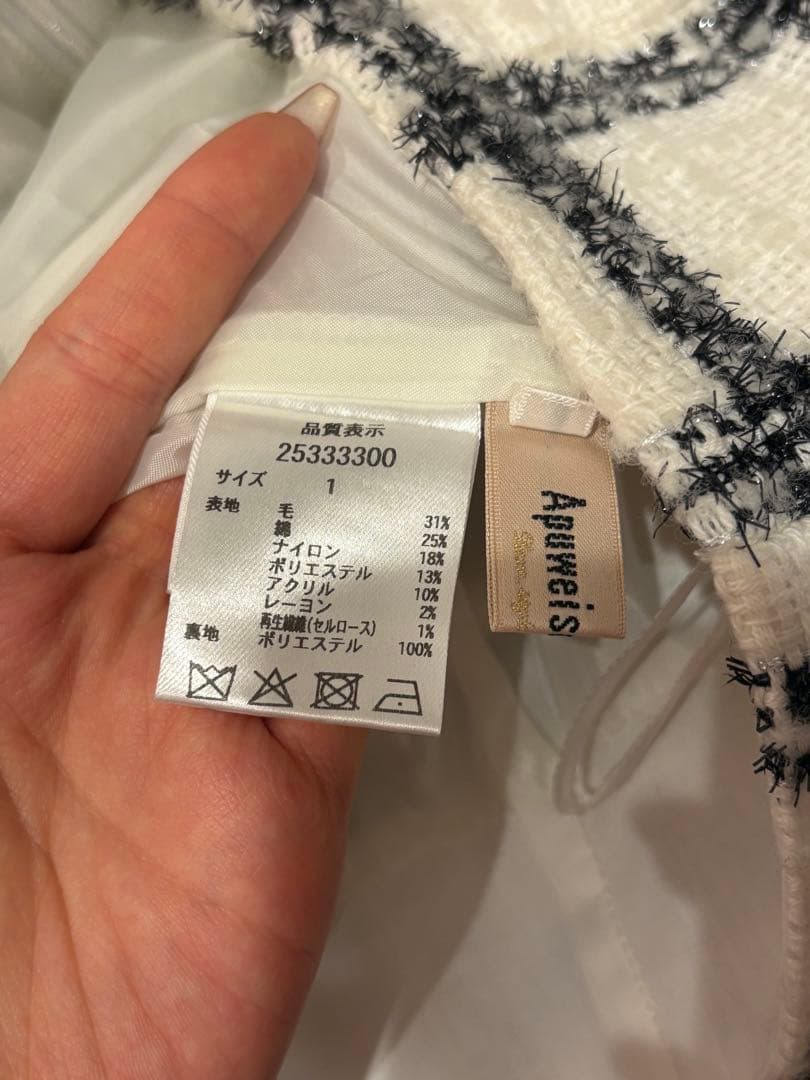 品質表示
25333300
サイズ 1
表地 毛 31%
綿 25%
ナイロン 18%
ポリエステル 13%
アクリル 10%
レーヨン 2%
再生繊維(セルロース) 1%
裏地 ポリエステル 100%
Apuweis